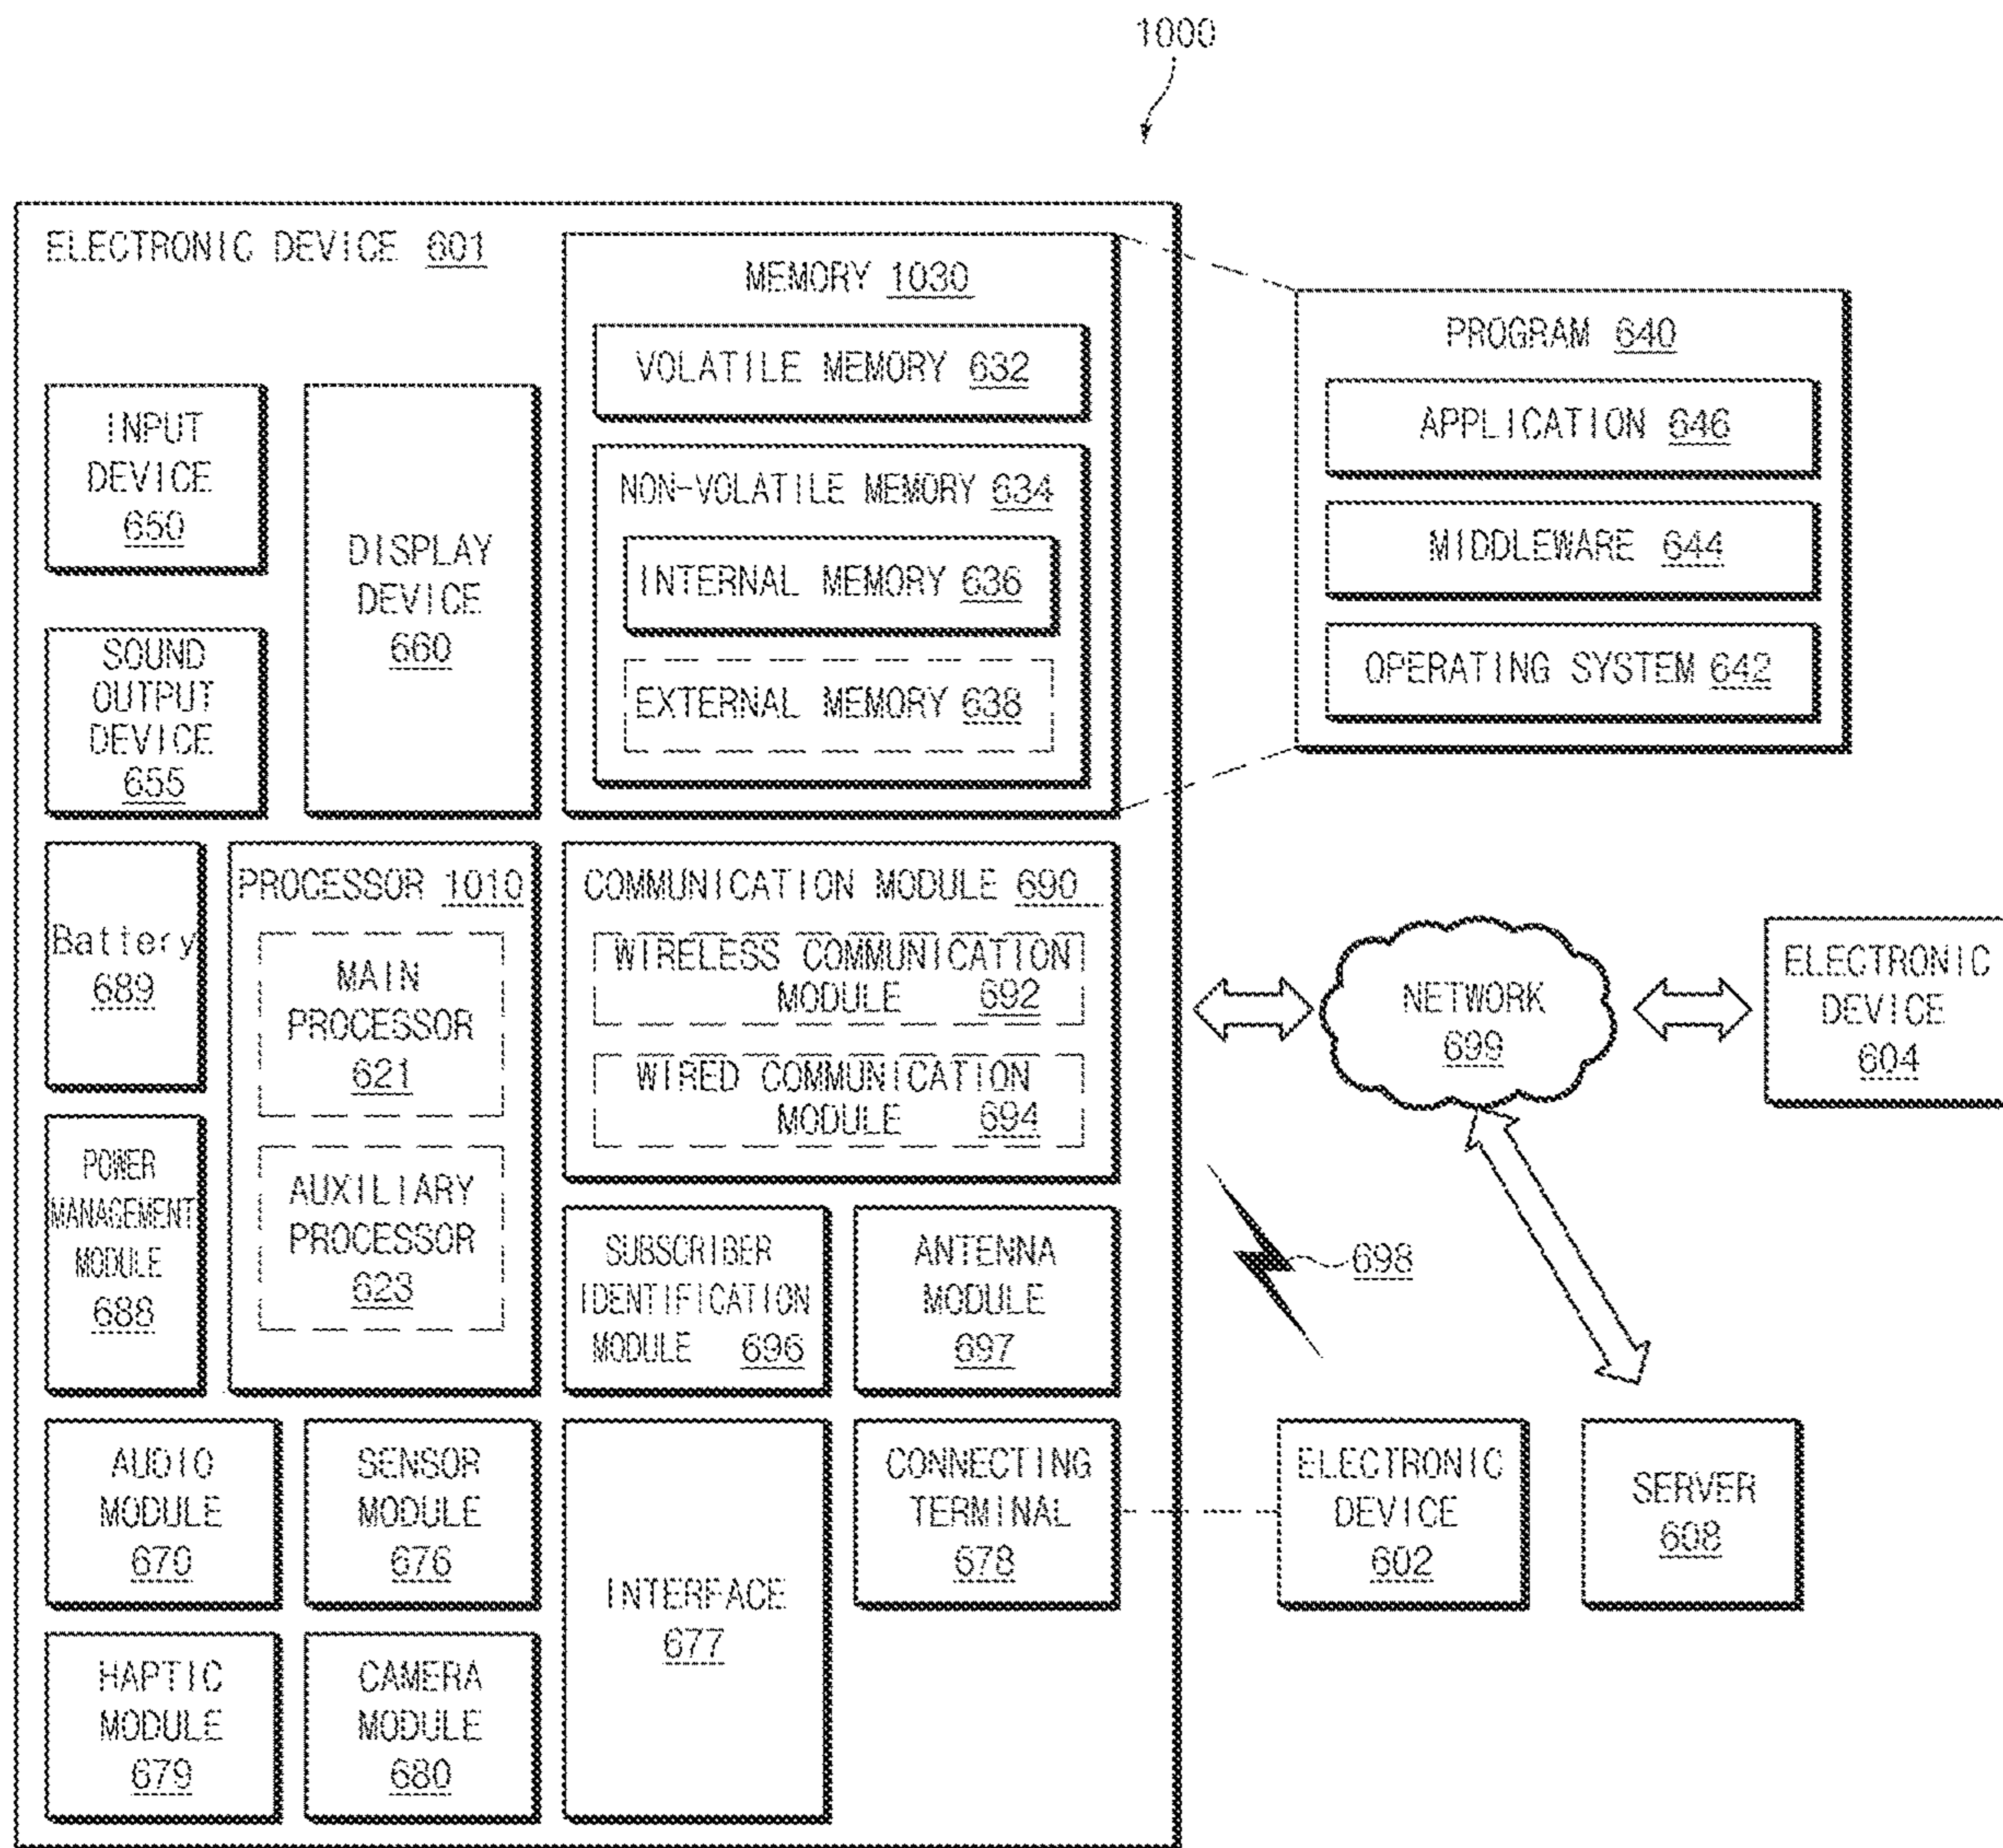 1000
ELECTRONIC DEVICE 601
MEMORY 1030
VOLATILE MEMORY 632
NON-VOLATILE MEMORY 634
INTERNAL MEMORY 636
EXTERNAL MEMORY 638
PROGRAM 640
APPLICATION 646
MIDDLEWARE 644
OPERATING SYSTEM 642
INPUT
DEVICE
650
DISPLAY
DEVICE
660
SOUND
OUTPUT
DEVICE
655
Battery
689
PROCESSOR 1010
MAIN
PROCESSOR
621
AUXILIARY
PROCESSOR
623
POWER
MANAGEMENT
MODULE
688
COMMUNICATION MODULE 690
WIRELESS COMMUNICATION
MODULE 692
WIRED COMMUNICATION
MODULE 694
NETWORK
699
ELECTRONIC
DEVICE
604
SUBSCRIBER
IDENTIFICATION
MODULE 696
ANTENNA
MODULE
697
698
AUDIO
MODULE
670
SENSOR
MODULE
676
INTERFACE
677
CONNECTING
TERMINAL
678
ELECTRONIC
DEVICE
602
SERVER
608
HAPTIC
MODULE
679
CAMERA
MODULE
680